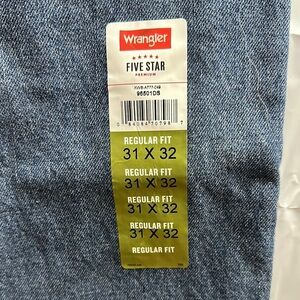 Wrangler
FIVE STAR
PREMIUM
96501DS
REGULAR FIT
31 X 32
REGULAR FIT
31 X 32
REGULAR FIT
31 X 32
REGULAR FIT
31 X 32
REGULAR FIT